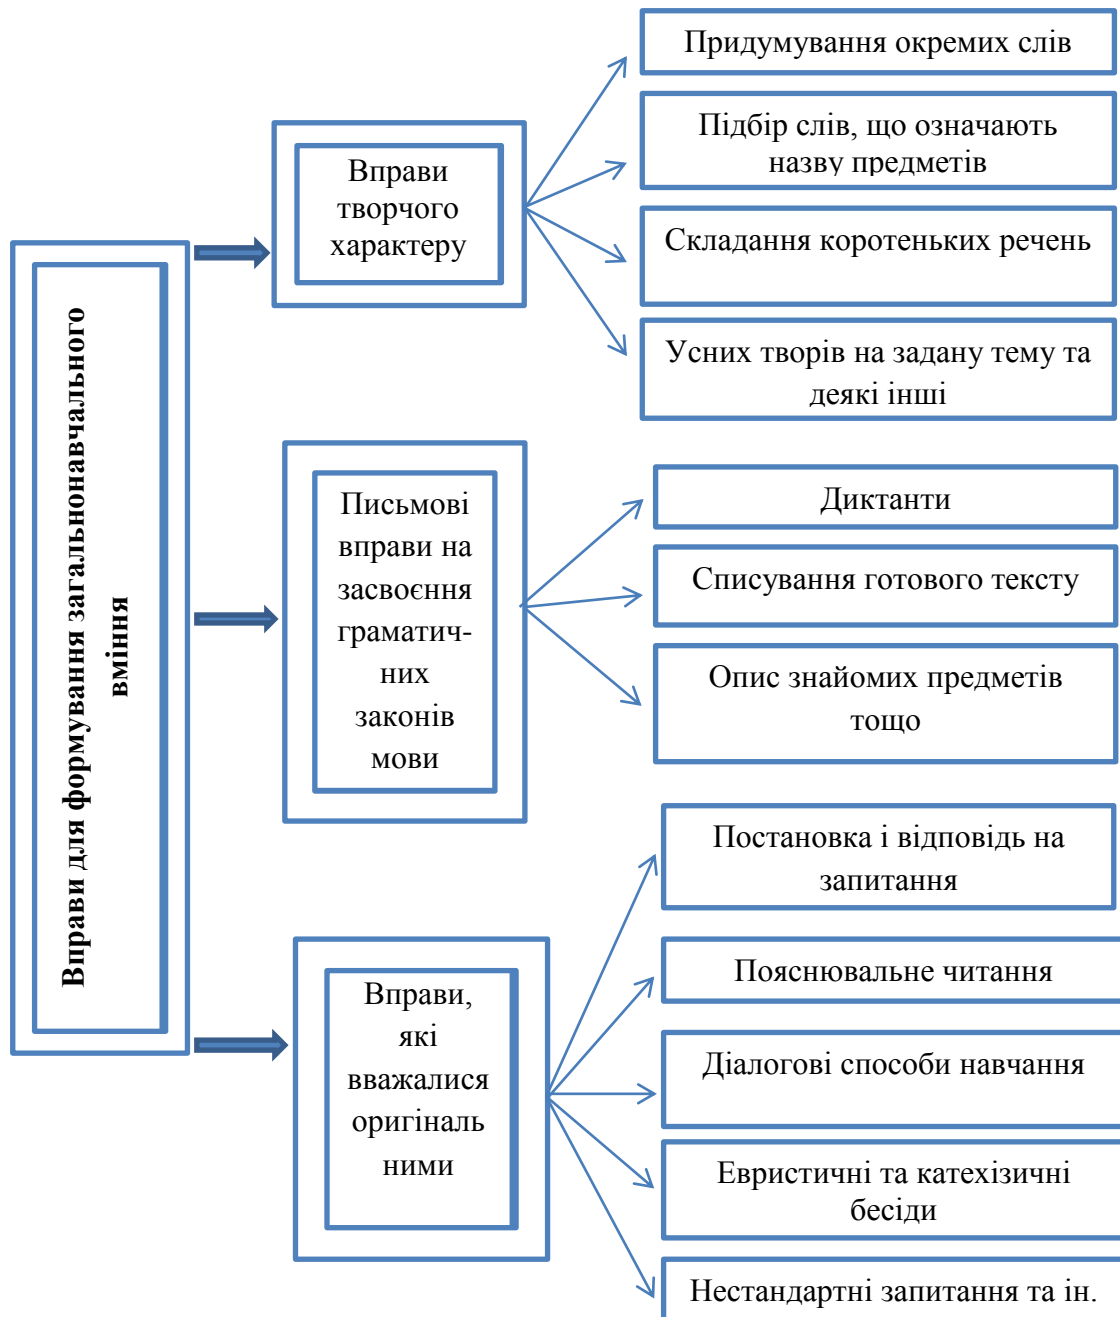 Вправи для формування загальнонавчального
вміння
Вправи
творчого
характеру
Придумування окремих слів
Підбір слів, що означають
назву предметів
Складання коротеньких речень
Усних творів на задану тему та
деякі інші
Письмові
вправи на
засвоєння
граматич-
них
законів
мови
Диктанти
Списування готового тексту
Опис знайомих предметів
тощо
Вправи,
які
вважалися
оригіналь
ними
Постановка і відповідь на
запитання
Пояснювальне читання
Діалогові способи навчання
Евристичні та катехізичні
бесіди
Нестандартні запитання та ін.